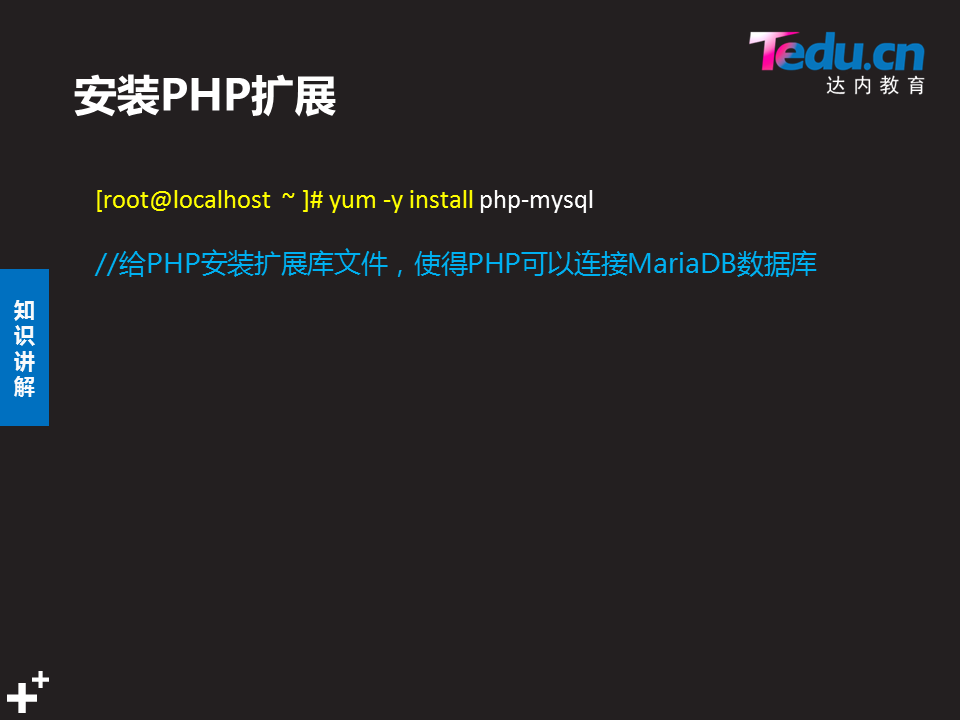 Tedu.cn
达内教育
安装PHP扩展
[root@localhost ~ ]# yum -y install php-mysql
//给PHP安装扩展库文件，使得PHP可以连接MariaDB数据库
知
识
讲
解